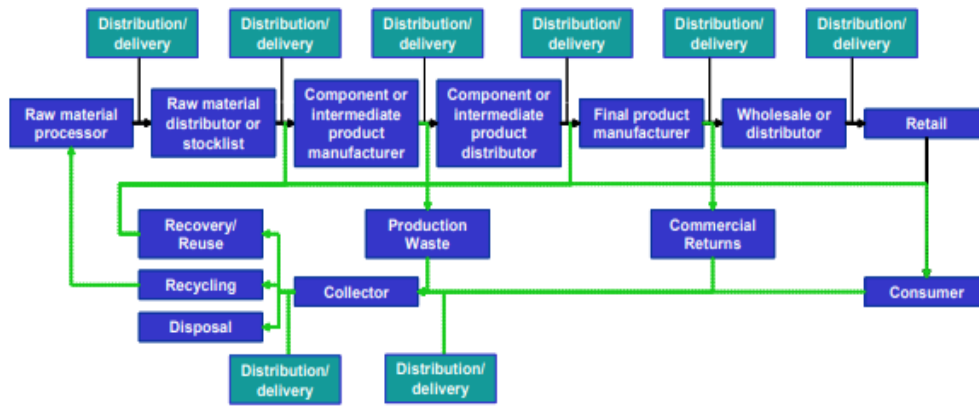 Distribution/
delivery
Distribution/
delivery
Distribution/
delivery
Distribution/
delivery
Distribution/
delivery
Distribution/
delivery
Raw material
processor
Raw material
distributor or
stocklist
Component or
intermediate
product
manufacturer
Component or
intermediate
product
distributor
Final product
manufacturer
Wholesale or
distributor
Retail
Recovery/
Reuse
Production
Waste
Commercial
Returns
Recycling
Collector
Consumer
Disposal
Distribution/
delivery
Distribution/
delivery